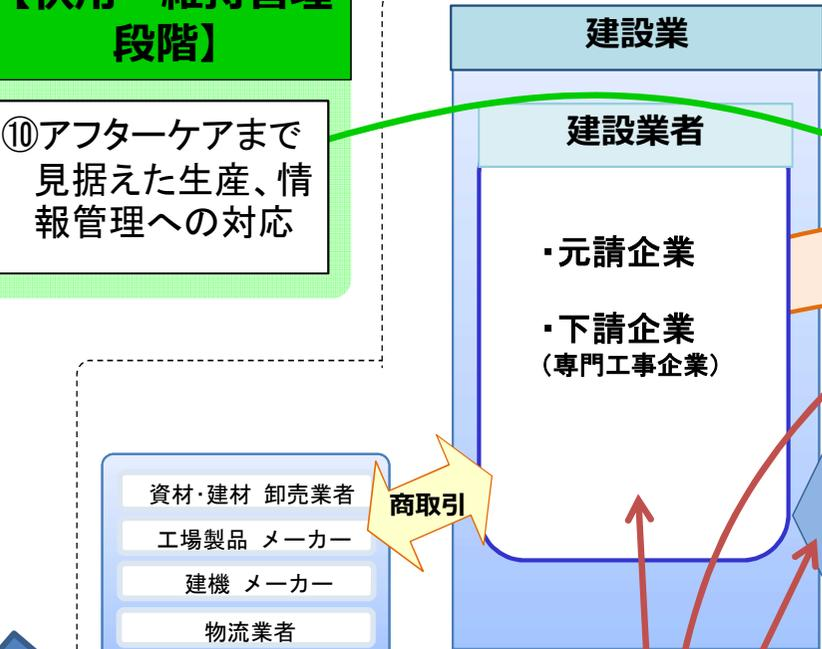 段階】
⑩アフターケアまで
見据えた生産、情
報管理への対応
建設業
建設業者
・元請企業
・下請企業
（専門工事企業）
商取引
資材・建材 卸売業者
工場製品 メーカー
建機 メーカー
物流業者